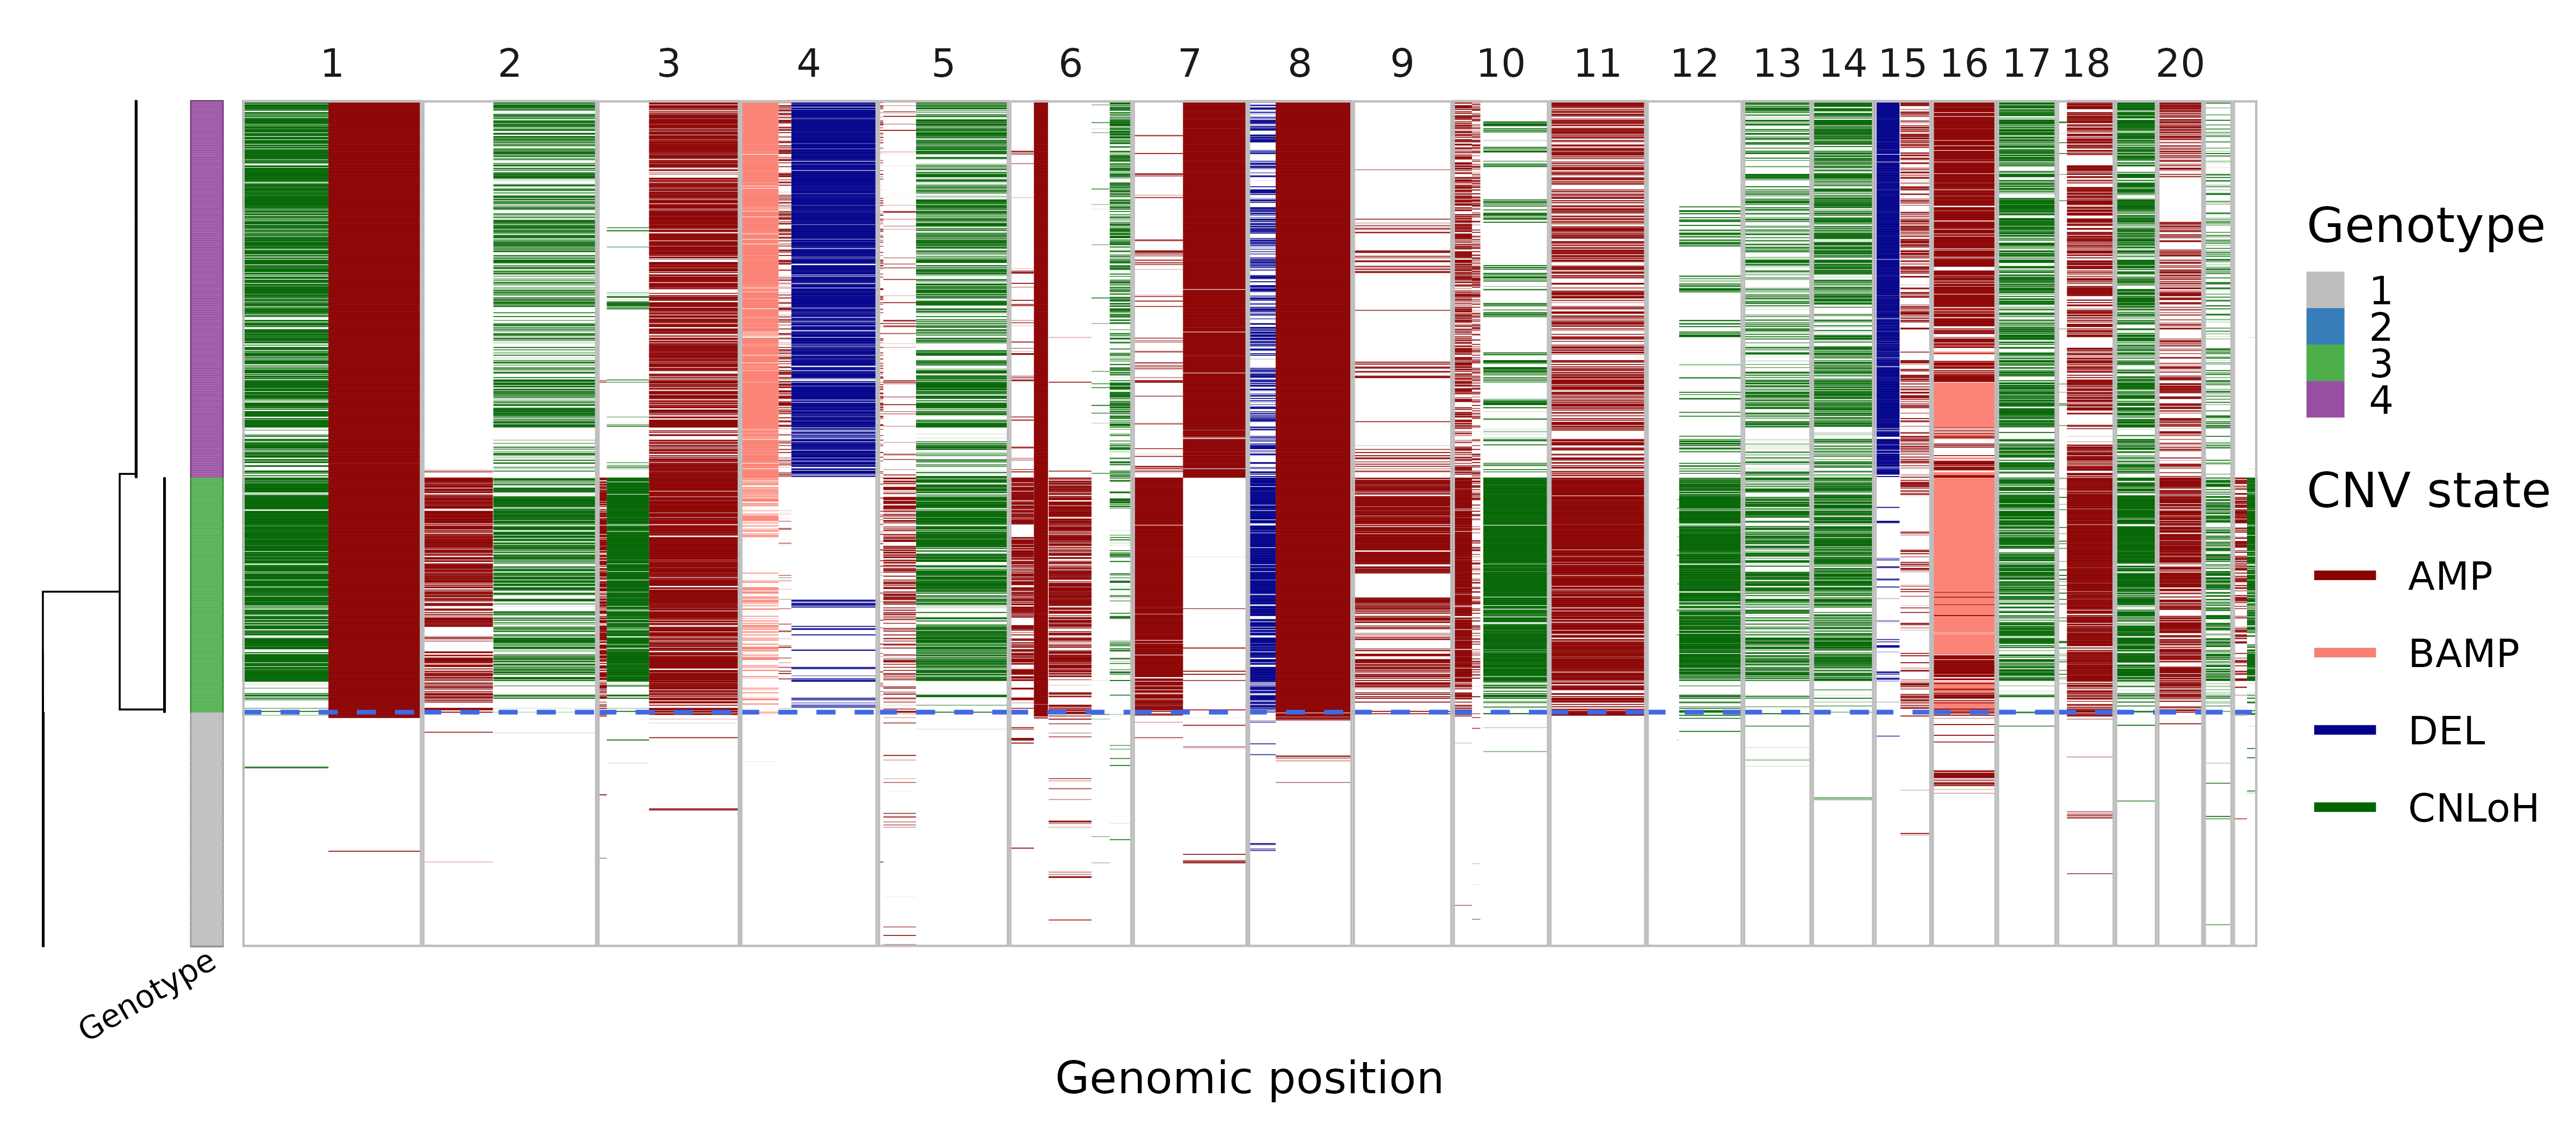 1 2 3 4 5 6 7 8 9 10 11 12 13 14 15 16 17 18 20
Genotype
1
2
3
4
CNV state
AMP
BAMP
DEL
CNLoH
Genotype
Genomic position